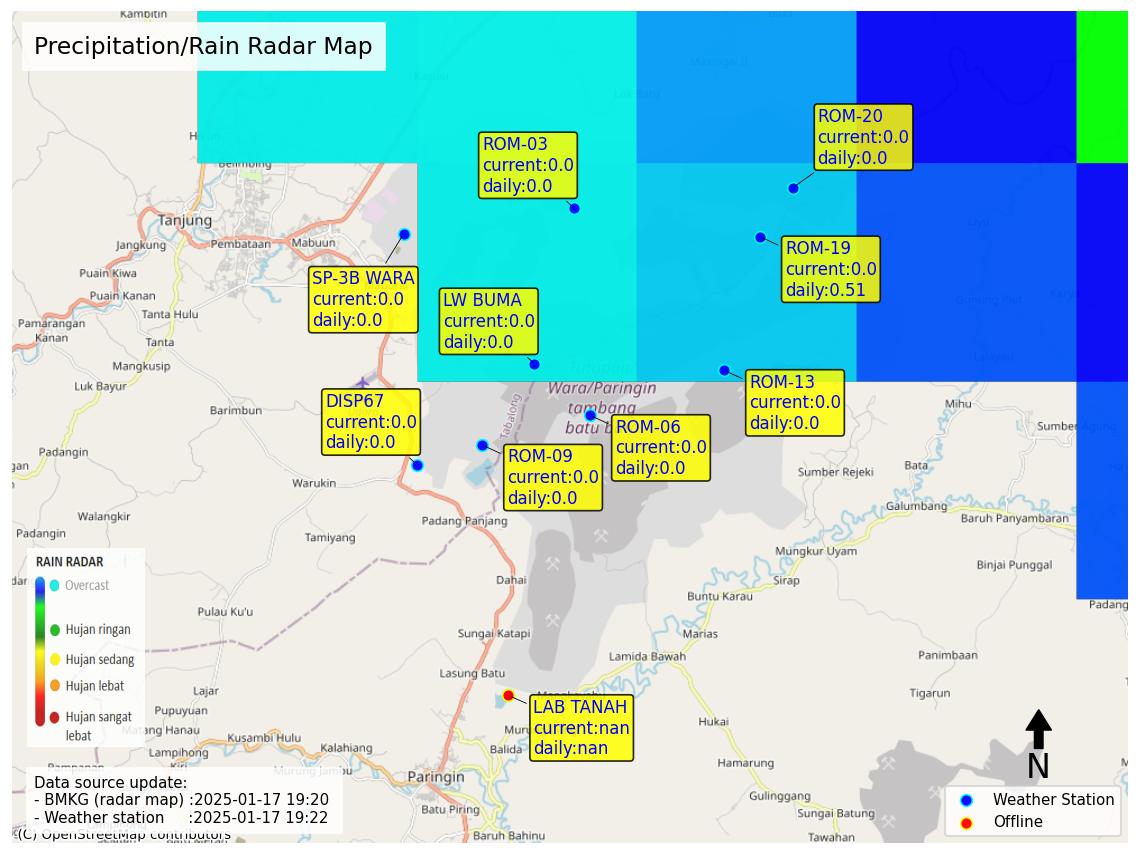 Kambitin
Precipitation/Rain Radar Map
Kapulu
Maningai II
Luk Batu
ROM-20
current:0.0
daily:0.0
ROM-03
current:0.0
daily:0.0
Belimbing
Tanjung
Jangkung
Pembataan
Mabuun
ROM-19
current:0.0
daily:0.51
Puain Kiwa
SP-3B WARA
current:0.0
daily:0.0
LW BUMA
current:0.0
daily:0.0
Puain Kanan
Tanta Hulu
Pamarangan
Kanan
Tanta
Mangkusip
Luk Bayur
Wara/Paringin
tambang
batu
ROM-13
current:0.0
daily:0.0
DISP67
current:0.0
daily:0.0
Tabalong
ROM-06
current:0.0
daily:0.0
ROM-09
current:0.0
daily:0.0
Mihu
Barimbun
Padangin
Warukin
Sumber Rejeki
Bata
Galumbang
Baruh Panyambaran
Walangkir
Padangin
Tamiyang
Padang Panjang
Mungkur Uyam
Binjai Punggal
Dahai
Sirap
Buntu Karau
RAIN RADAR
Overcast
Hujan ringan
Hujan sedang
Hujan lebat
Hujan sangat
lebat
Pulau Ku'u
Sungai Katapi
Marias
Lamida Bawah
Panimbaan
Lasung Batu
Tigarun
Lajar
Pupuyuan
LAB TANAH
current:nan
daily:nan
Hukai
Matang Hanau
Kusambi Hulu
Kalahiang
Lampihong
Balida
Hamarung
Murung Jambu
Paringin
Batu Piring
Gulinggang
Sungai Batung
Tawahan
Baruh Bahinu
N
Data source update:
- BMKG (radar map) :2025-01-17 19:20
- Weather station :2025-01-17 19:22
(C) OpenStreetMap contributors
Weather Station
Offline